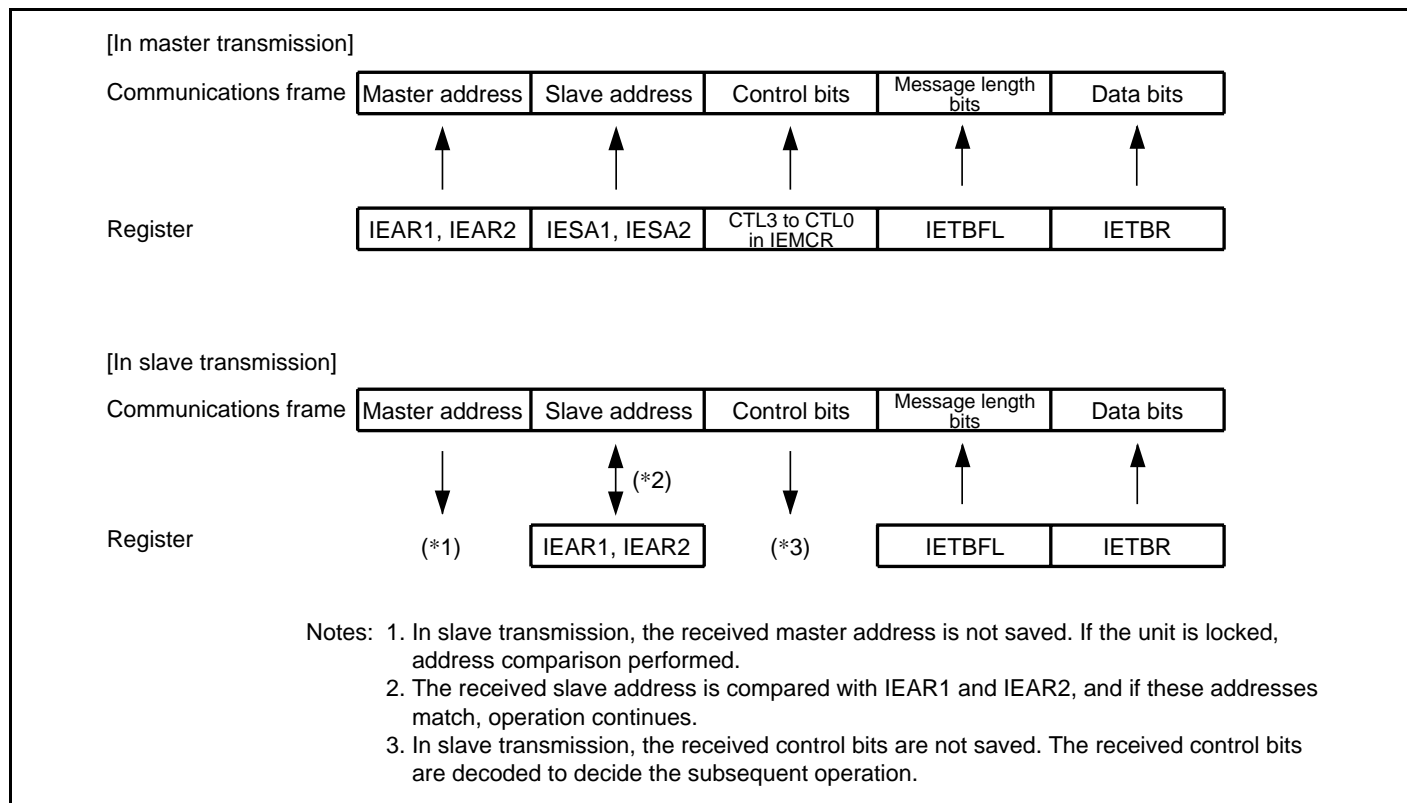 [In master transmission]
Communications frame Master address Slave address Control bits Message length bits Data bits
Register IEAR1, IEAR2 IESA1, IESA2 CTL3 to CTL0 in IEMCR IETBFL IETBR
[In slave transmission]
Communications frame Master address Slave address Control bits Message length bits Data bits
(*2)
Register (*1) IEAR1, IEAR2 (*3) IETBFL IETBR
Notes: 1. In slave transmission, the received master address is not saved. If the unit is locked,
address comparison performed.
2. The received slave address is compared with IEAR1 and IEAR2, and if these addresses
match, operation continues.
3. In slave transmission, the received control bits are not saved. The received control bits
are decoded to decide the subsequent operation.